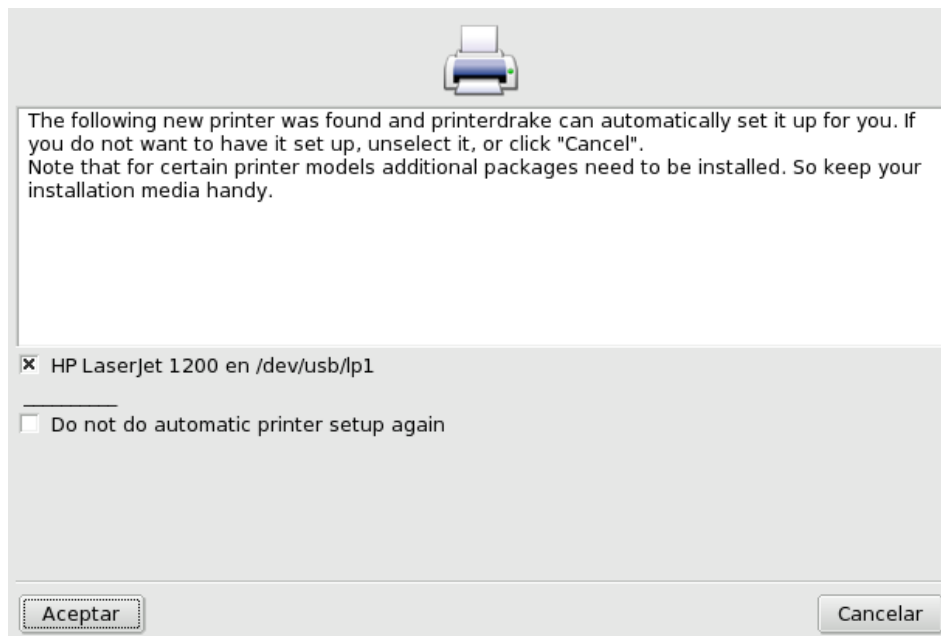 The following new printer was found and printerdrake can automatically set it up for you. If
you do not want to have it set up, unselect it, or click "Cancel".
Note that for certain printer models additional packages need to be installed. So keep your
installation media handy.
HP LaserJet 1200 en /dev/usb/lp1
__________
Do not do automatic printer setup again
Aceptar
Cancelar